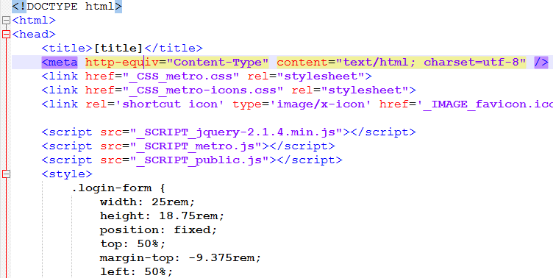 <!DOCTYPE html>
<html>
<head>
<title>[title]</title>
<meta http-equiv="Content-Type" content="text/html; charset=utf-8" />
<link href="_CSS_metro.css" rel="stylesheet">
<link href="_CSS_metro-icons.css" rel="stylesheet">
<link rel='shortcut icon' type='image/x-icon' href='_IMAGE_favicon.ico
<script src="_SCRIPT_jquery-2.1.4.min.js"></script>
<script src="_SCRIPT_metro.js"></script>
<script src="_SCRIPT_public.js"></script>
<style>
.login-form {
width: 25rem;
height: 18.75rem;
position: fixed;
top: 50%;
margin-top: -9.375rem;
left: 50%;